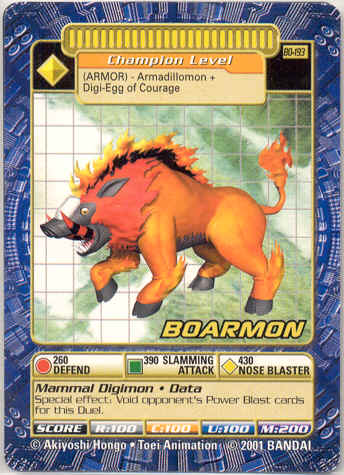 Champion Level
BO-193
(ARMOR) - Armadillomon +
Digi-Egg of Courage
BOARMON
260 DEFEND
390 SLAMMING ATTACK
430 NOSE BLASTER
Mammal Digimon • Data
Special effect: Void opponent's Power Blast cards
for this Duel.
SCORE R:100 C:100 U:100 M:200
© Akiyoshi Hongo • Toei Animation © 2001 BANDAI